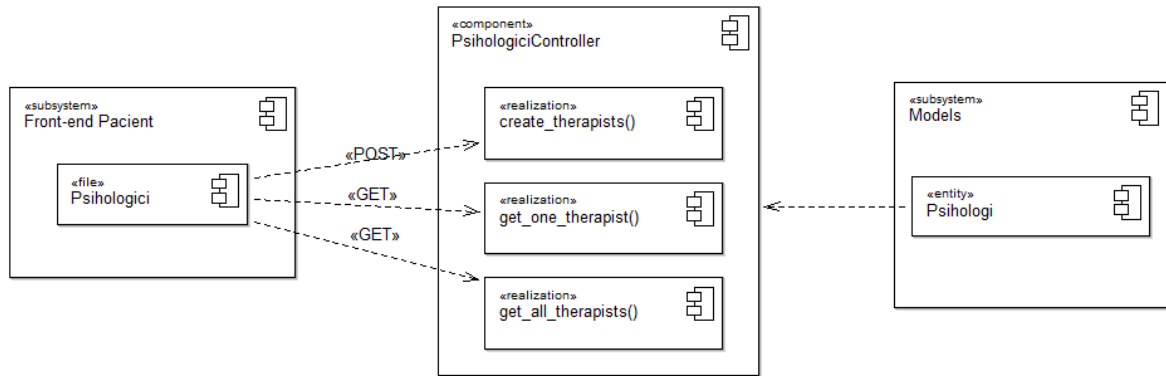 «component»
PsihologiciController
«subsystem»
Front-end Pacient
«file»
Psihologici
«POST»
«GET»
«GET»
«realization»
create_therapists()
«realization»
get_one_therapist()
«realization»
get_all_therapists()
«subsystem»
Models
«entity»
Psihologi